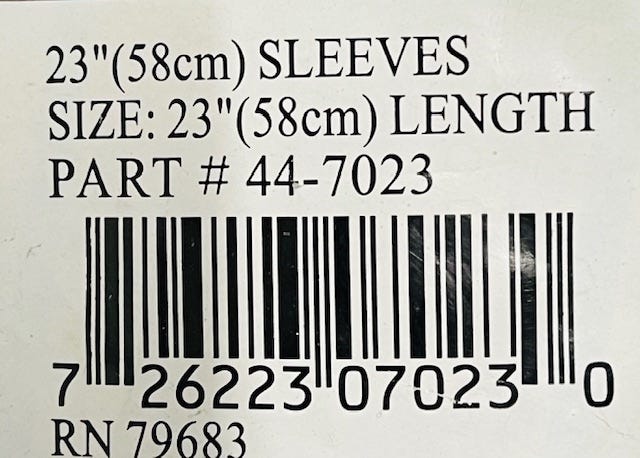 23"(58cm) SLEEVES
SIZE: 23"(58cm) LENGTH
PART # 44-7023
7 26223 07023 0
RN 79683